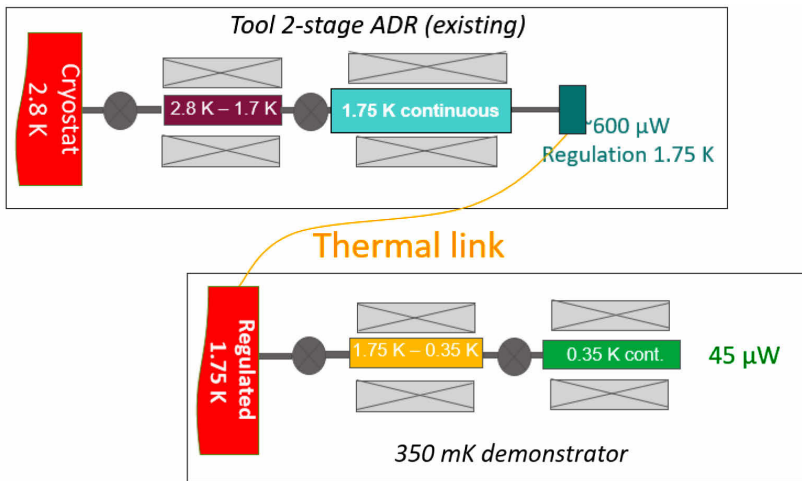 Tool 2-stage ADR (existing)
Cryostat
2.8 K
2.8 K – 1.7 K
1.75K continuous
~600 µW
Regulation 1.75 K
Thermal link
Regulated
1.75 K
1.75 K – 0.35 K
0.35 K cont.
45 µW
350 mK demonstrator